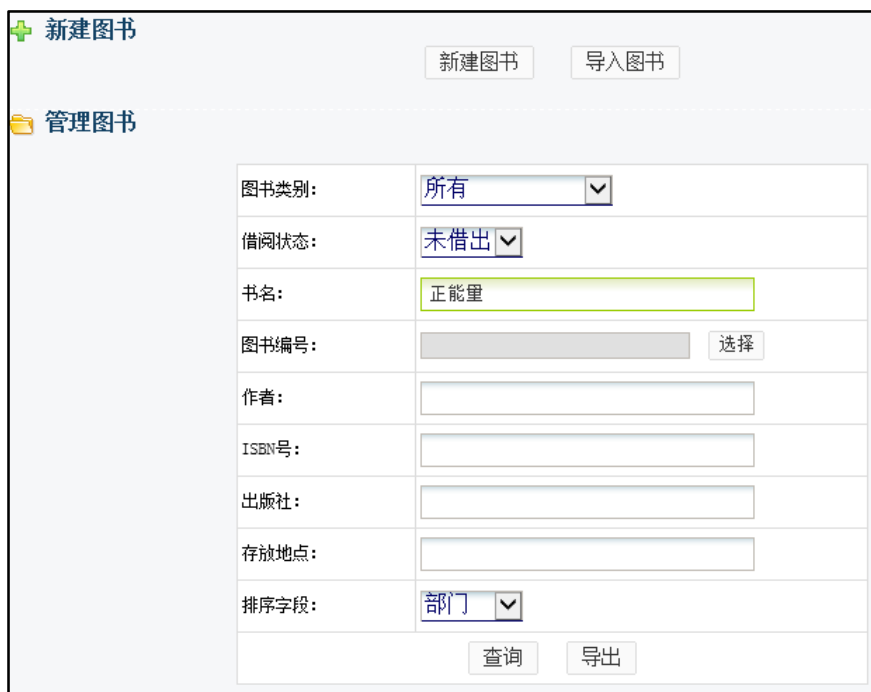 新建图书
新建图书 导入图书
管理图书
图书类别: 所有
借阅状态: 未借出
书名: 正能量
图书编号: 选择
作者:
ISBN号:
出版社:
存放地点:
排序字段: 部门
查询 导出